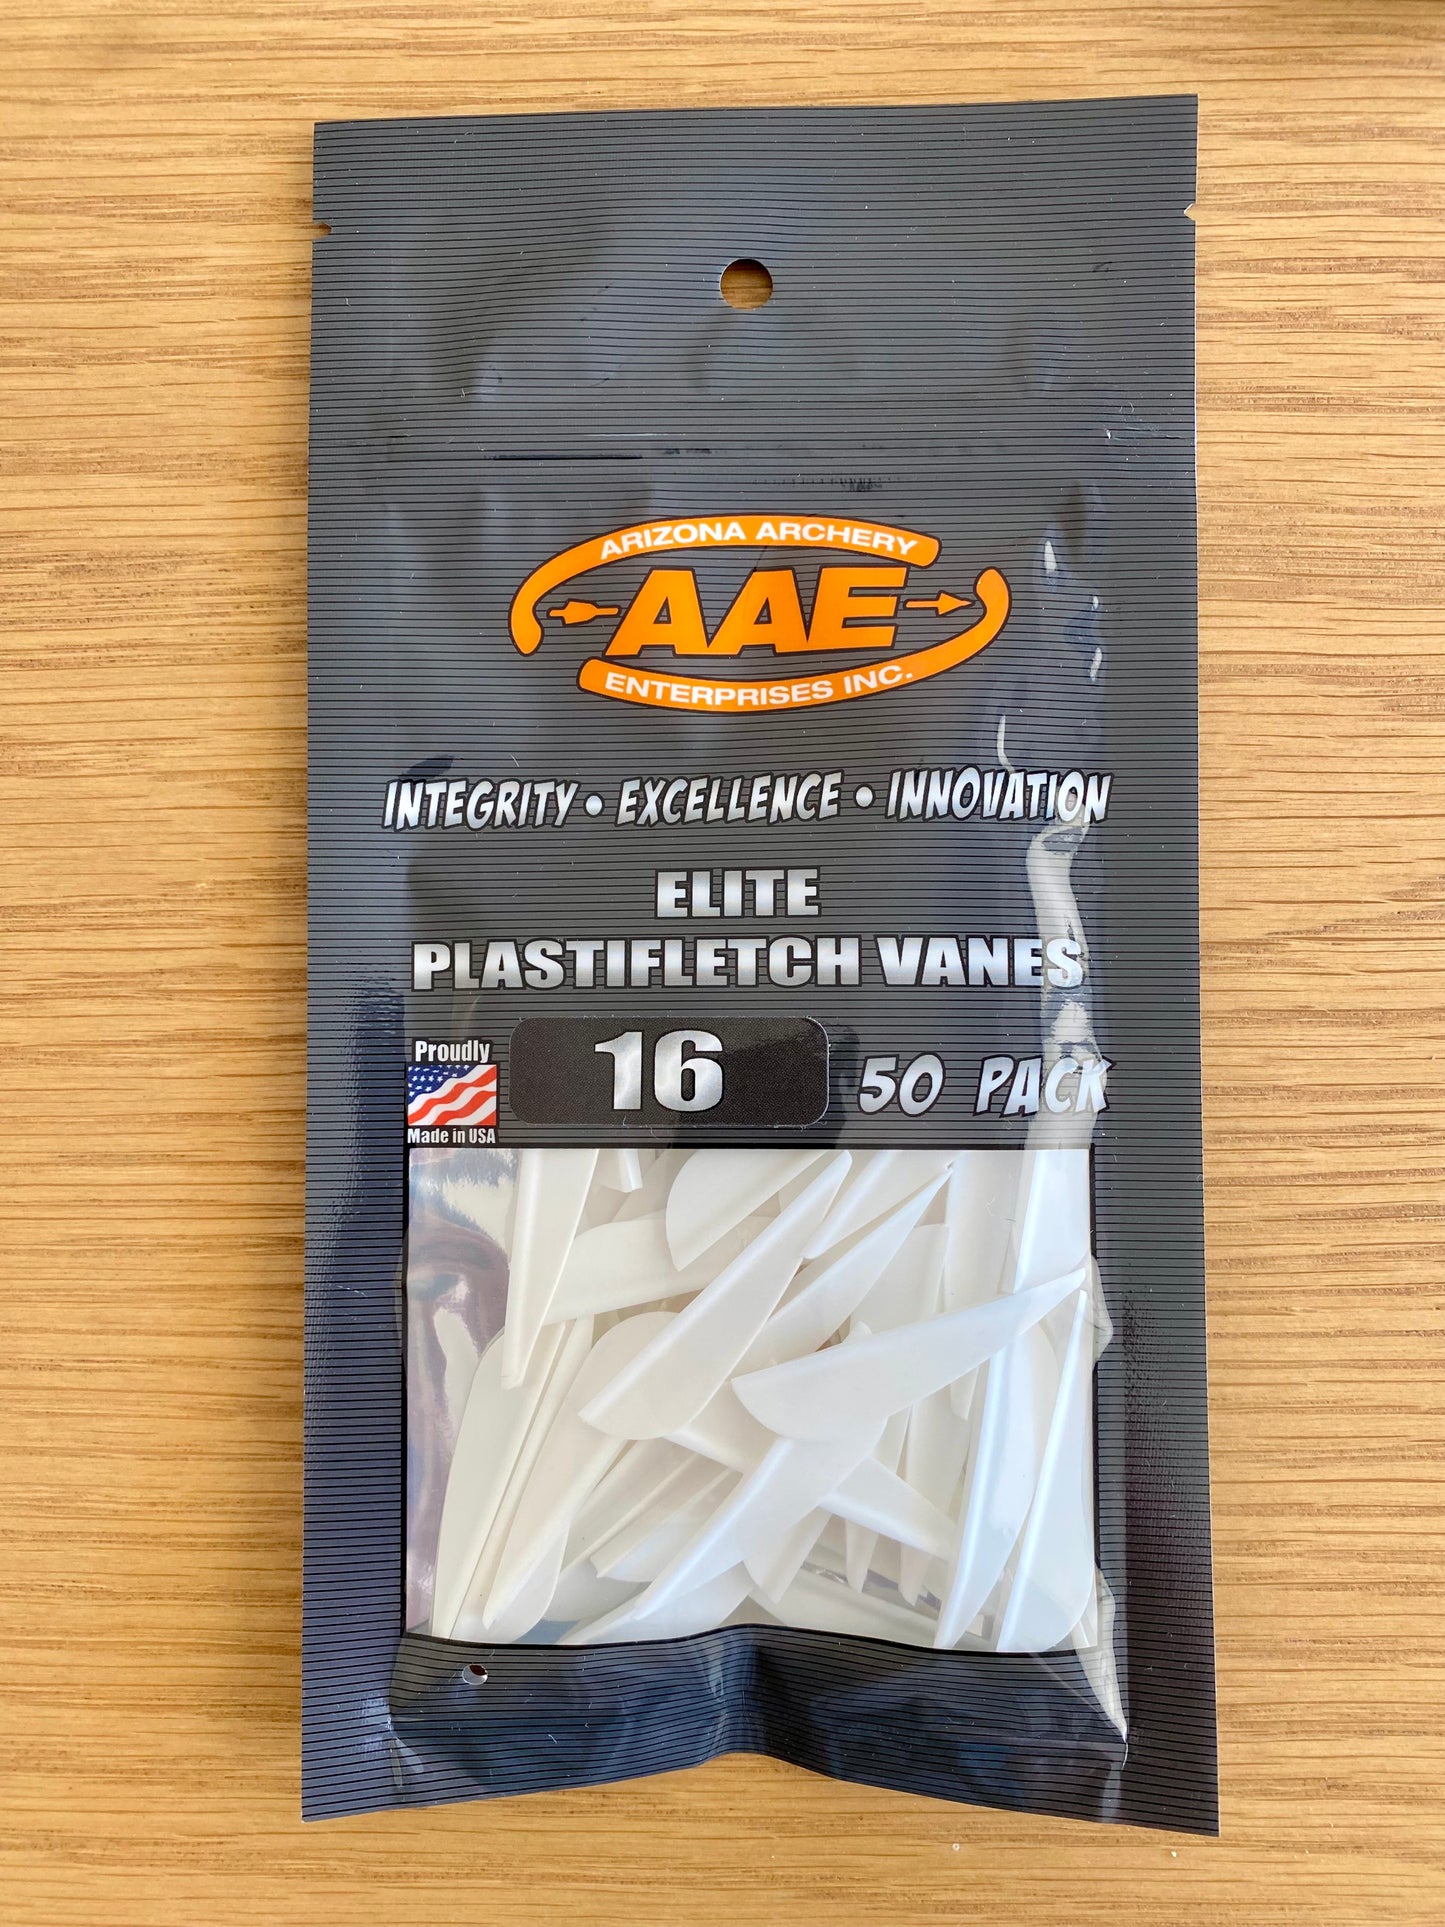 ARIZONA ARCHERY
AAE
ENTERPRISES INC.
INTEGRITY • EXCELLENCE • INNOVATION
ELITE
PLASTIFLETCH VANES
Proudly
Made in USA
16
50 PACK